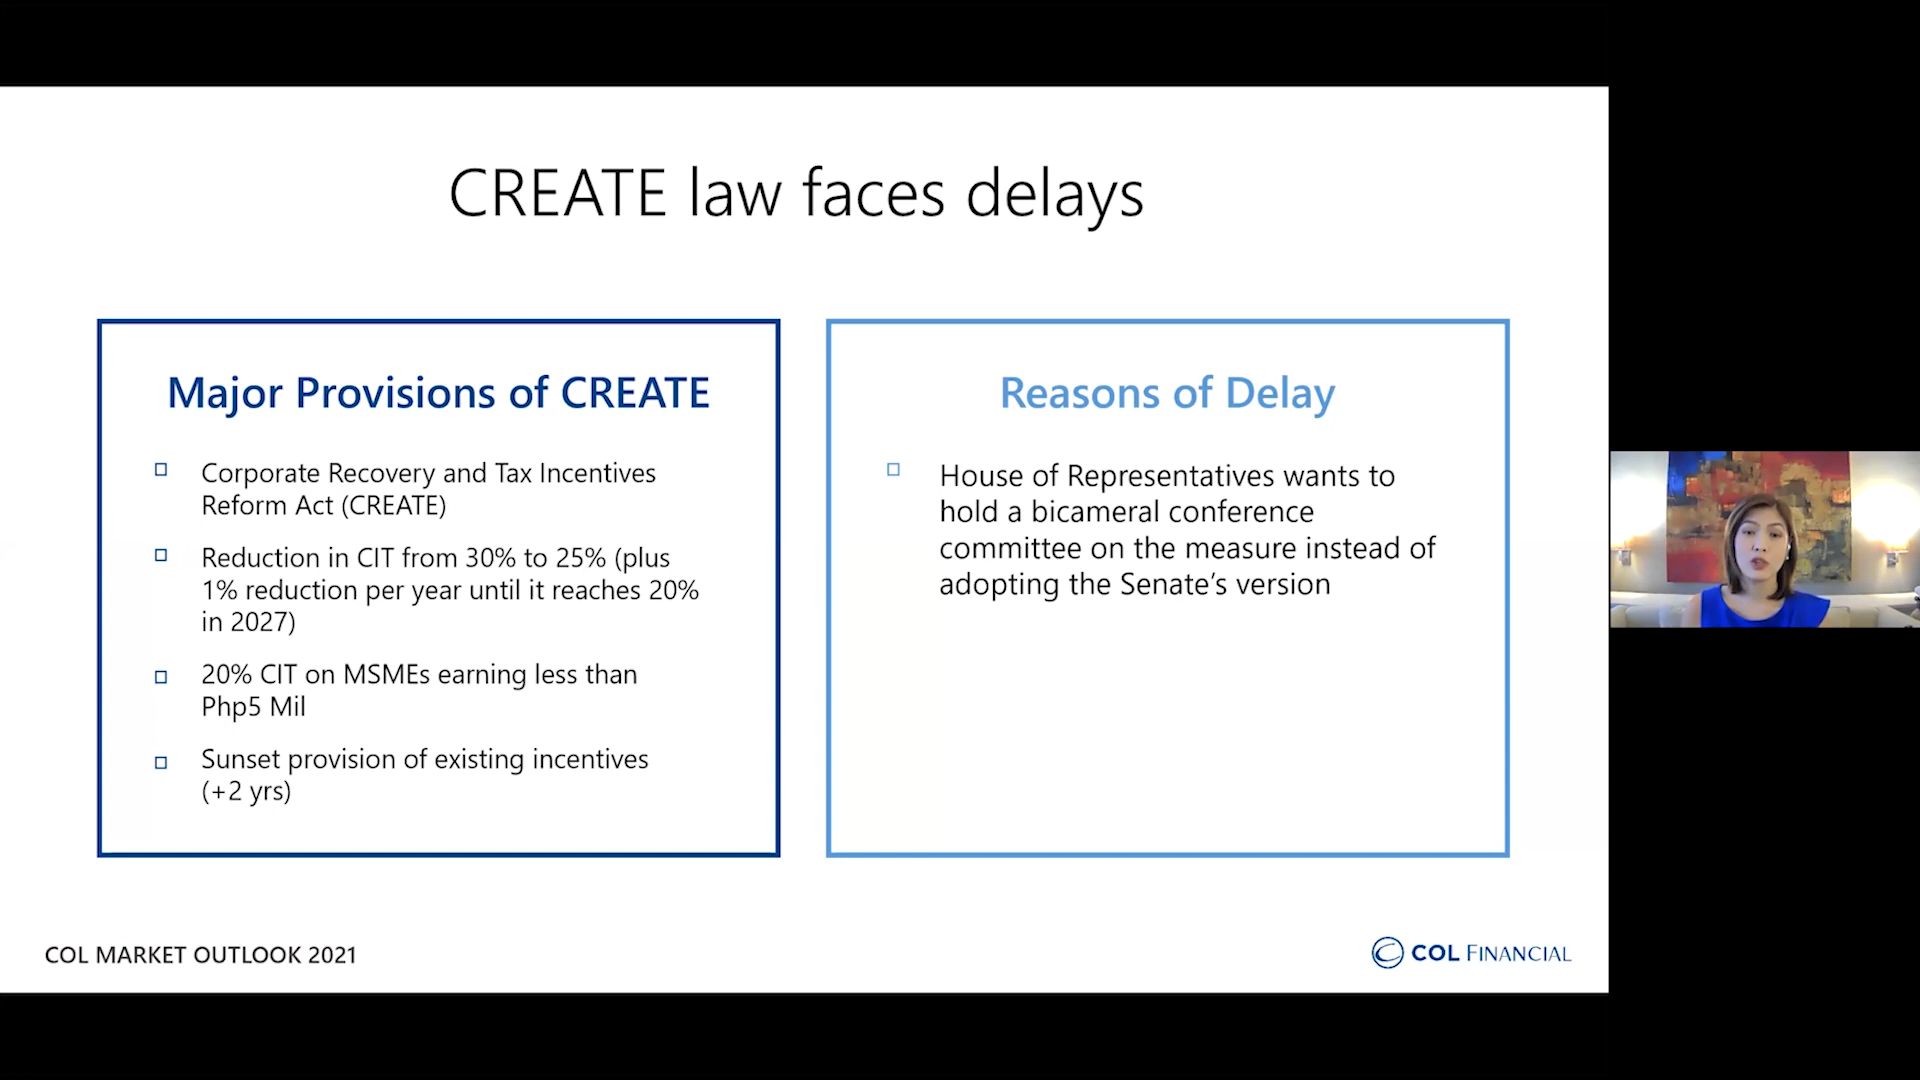 CREATE law faces delays
Major Provisions of CREATE
Corporate Recovery and Tax Incentives
Reform Act (CREATE)
Reduction in CIT from 30% to 25% (plus
1% reduction per year until it reaches 20%
in 2027)
20% CIT on MSMEs earning less than
Php5 Mil
Sunset provision of existing incentives
(+2 yrs)
Reasons of Delay
House of Representatives wants to
hold a bicameral conference
committee on the measure instead of
adopting the Senate’s version
COL MARKET OUTLOOK 2021
COL FINANCIAL